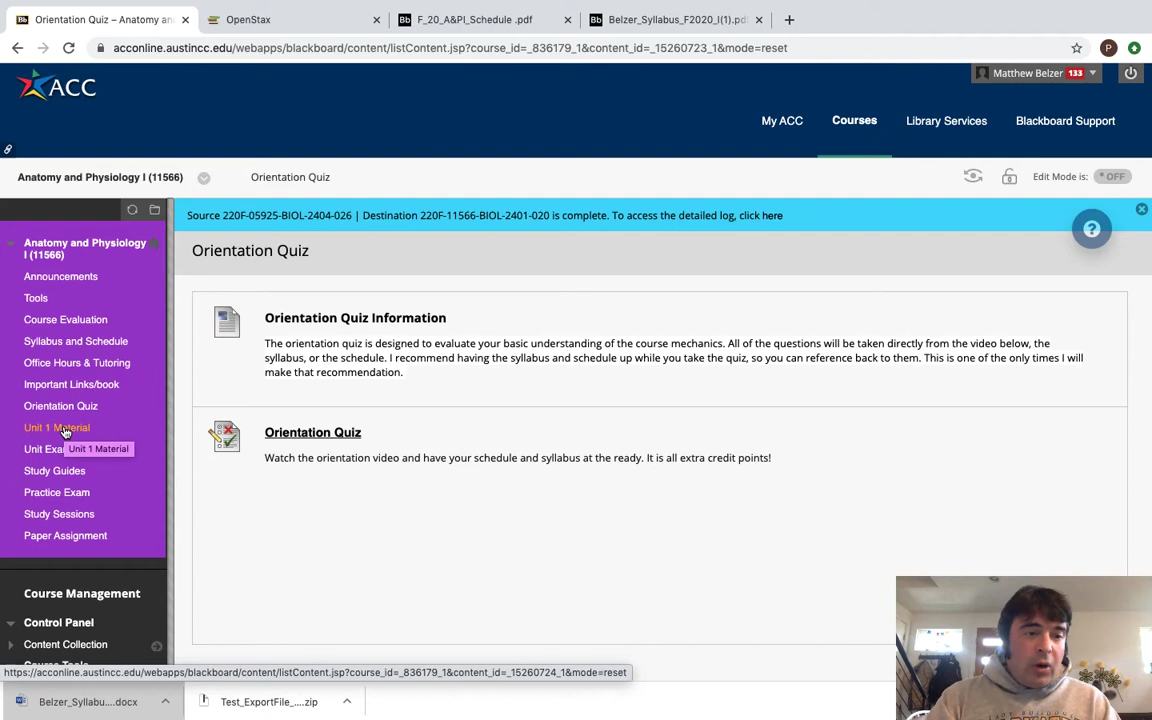 Orientation Quiz – Anatomy an
OpenStax
F_20_A&PI_Schedule .pdf
Belzer_Syllabus_F2020_I(1).pd
acconline.austincc.edu/webapps/blackboard/content/listContent.jsp?course_id=_836179_1&content_id=_15260723_1&mode=reset
P
ACC
Matthew Belzer 133
My ACC
Courses
Library Services
Blackboard Support
Anatomy and Physiology I (11566)
Orientation Quiz
Edit Mode is: OFF
Source 220F-05925-BIOL-2404-026 | Destination 220F-11566-BIOL-2401-020 is complete. To access the detailed log, click here
?
Anatomy and Physiology
I (11566)
Announcements
Tools
Course Evaluation
Syllabus and Schedule
Office Hours & Tutoring
Important Links/book
Orientation Quiz
Unit 1 Material
Unit Exa
Unit 1 Material
Study Guides
Practice Exam
Study Sessions
Paper Assignment
Course Management
Control Panel
Content Collection
Orientation Quiz
Orientation Quiz Information
The orientation quiz is designed to evaluate your basic understanding of the course mechanics. All of the questions will be taken directly from the video below, the
syllabus, or the schedule. I recommend having the syllabus and schedule up while you take the quiz, so you can reference back to them. This is one of the only times I will
make that recommendation.
Orientation Quiz
Watch the orientation video and have your schedule and syllabus at the ready. It is all extra credit points!
https://acconline.austincc.edu/webapps/blackboard/content/listContent.jsp?course_id=_836179_1&content_id=_15260724_1&mode=reset
Belzer_Syllabu....docx
Test_ExportFile_....zip